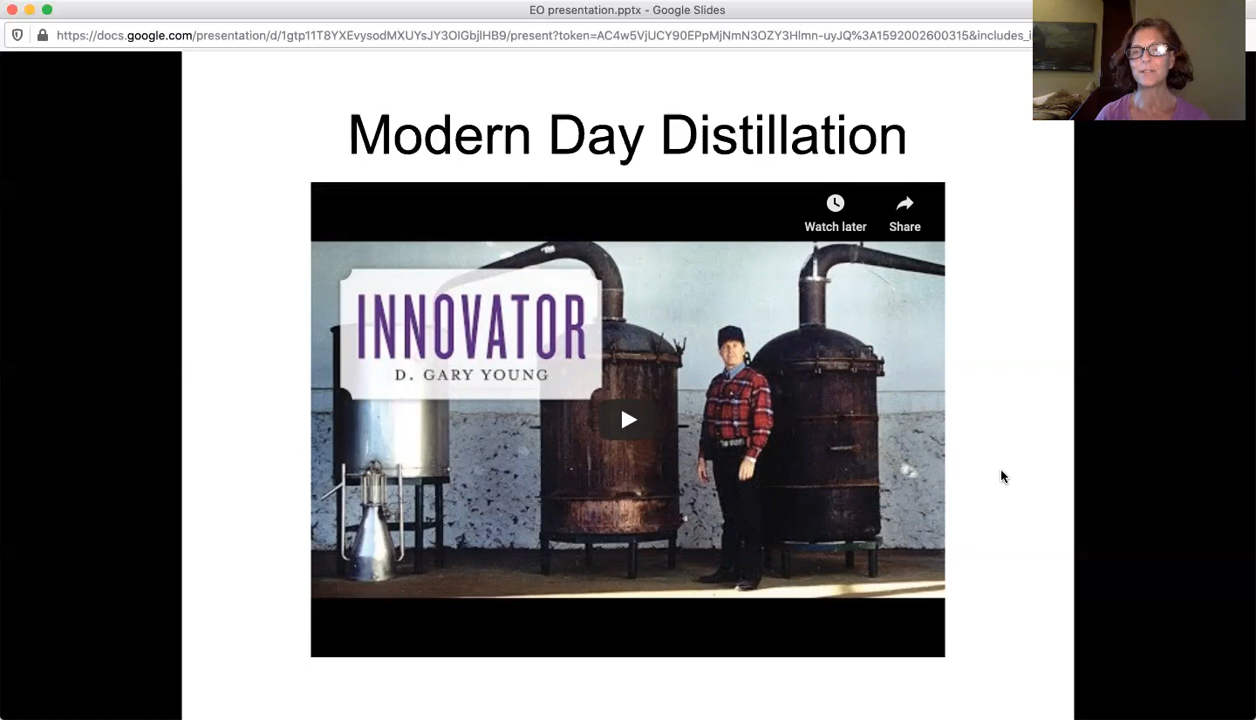 EO presentation.pptx - Google Slides
https://docs.google.com/presentation/d/1gtp11T8YXEvysodMXUYsJY3OlGbjlHB9/present?token=AC4w5VjUCY90EPpMjNmN3OZY3Hlmn-uyJQ%3A1592002600315&includes_i
Modern Day Distillation
Watch later
Share
INNOVATOR
D. GARY YOUNG